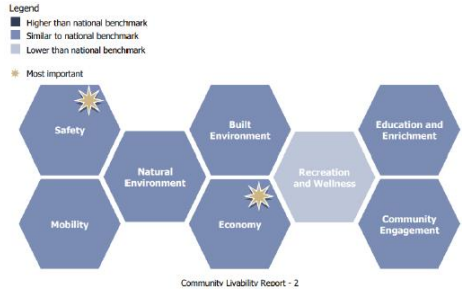 Legend
Higher than national benchmark
Similar to national benchmark
Lower than national benchmark
Most important
Safety
Built
Environment
Education and
Enrichment
Natural
Environment
Recreation
and Wellness
Mobility
Economy
Community
Engagement
Community Livability Report - 2